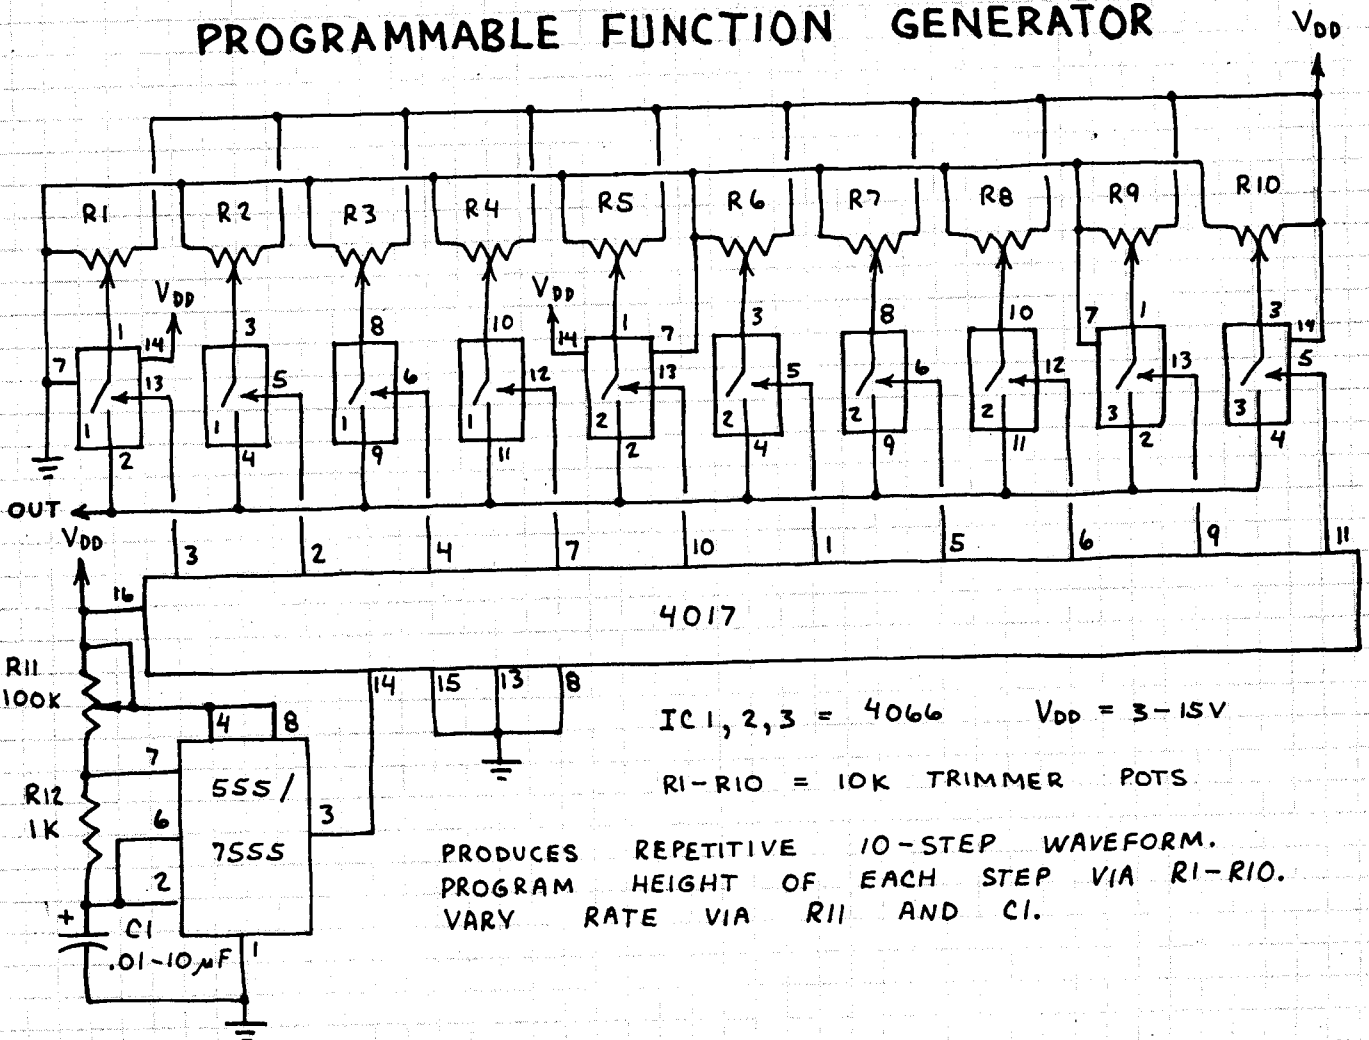 PROGRAMMABLE FUNCTION GENERATOR
VDD
R1 R2 R3 R4 R5 R6 R7 R8 R9 R10
VDD VDD
1 3 8 10 1 3 8 10 1 3
7 14 14 7 7 14
13 5 6 12 13 5 6 12 13 5
1 1 1 1 2 2 2 2 3 3
2 4 9 11 2 4 9 11 2 4
OUT
VDD
3 2 4 7 10 1 5 6 9 11
16
4017
R11
100K
14 15 13 8
4 8
IC 1, 2, 3 = 4066 VDD = 3-15V
7
555/
R1-R10 = 10K TRIMMER POTS
R12
1K
6
3
7555
2
PRODUCES REPETITIVE 10-STEP WAVEFORM.
PROGRAM HEIGHT OF EACH STEP VIA R1-R10.
VARY RATE VIA R11 AND C1.
+
C1
.01-10µF
1